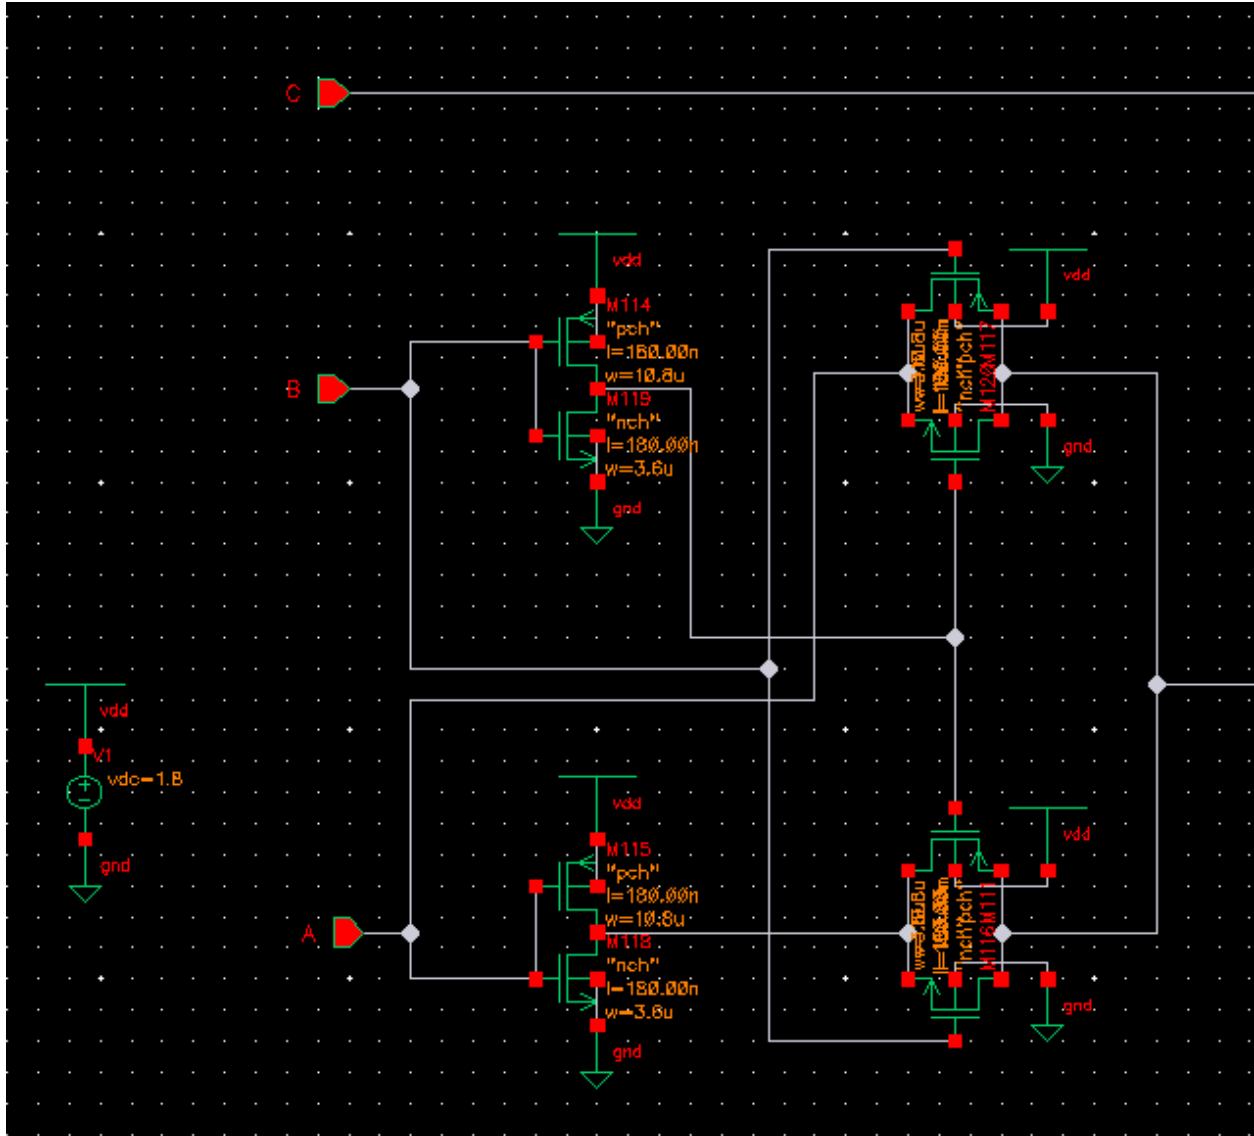 C
vdd
vdd
M114
"pch"
l=160.00n
w=10.8u
B
M119
"nch"
l=180.00n
w=3.6u
gnd
gnd
vdd
V1
vdc=1.8
gnd
vdd
vdd
M115
"pch"
l=180.00n
w=10.8u
A
M118
"nch"
l=180.00n
w=3.6u
gnd
gnd